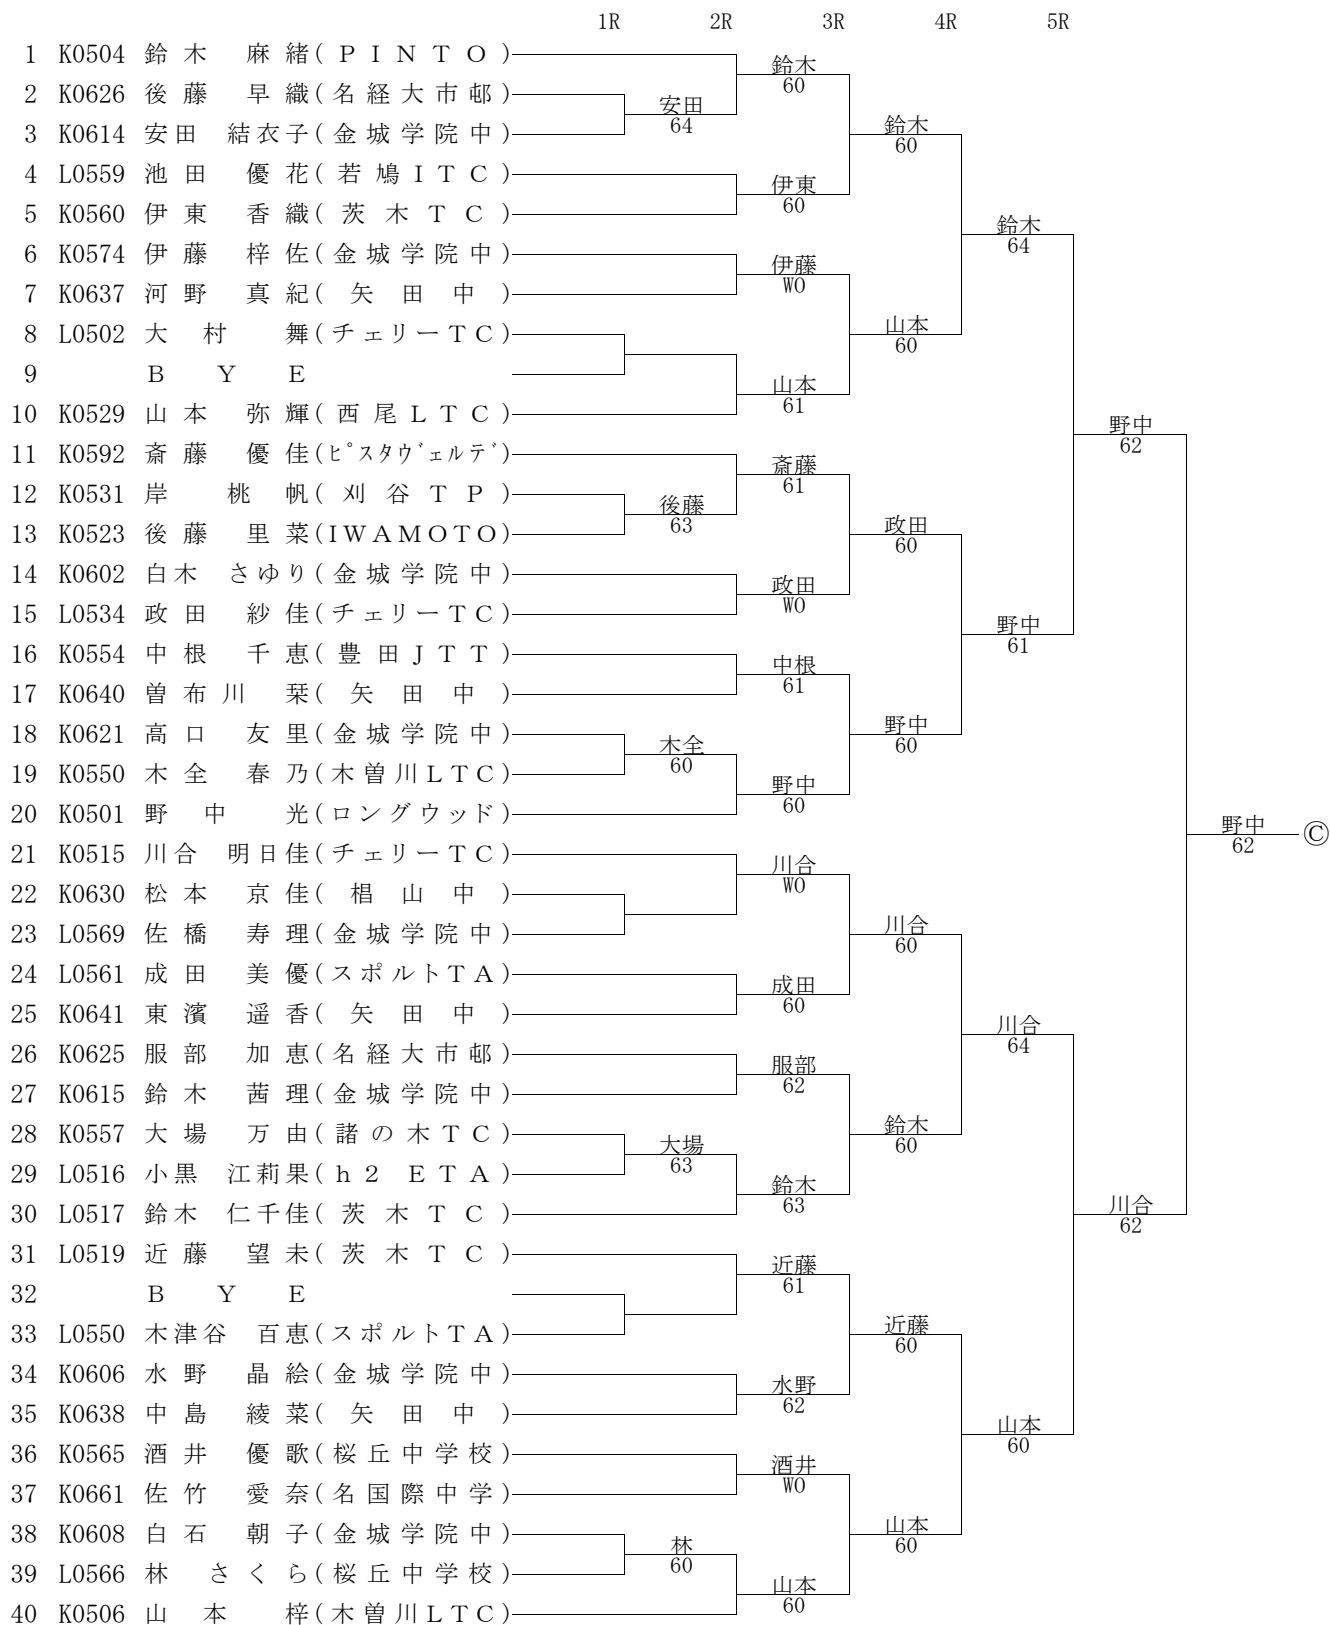 1R 2R 3R 4R 5R
1 K0504 鈴木 麻緒(ＰＩＮＴＯ)
鈴木
60
2 K0626 後藤 早織(名経大市邨)
安田
64
3 K0614 安田 結衣子(金城学院中)
鈴木
60
4 L0559 池田 優花(若鳩ＩＴＣ)
伊東
60
5 K0560 伊東 香織(茨木ＴＣ)
鈴木
64
6 K0574 伊藤 梓佐(金城学院中)
伊藤
WO
7 K0637 河野 真紀(矢田中)
8 L0502 大村 舞(チェリーＴＣ)
山本
60
9 ＢＹＥ
山本
61
10 K0529 山本 弥輝(西尾ＬＴＣ)
野中
62
11 K0592 斎藤 優佳(ﾋﾟｽﾀｳﾞｪﾙﾃﾞ)
斎藤
61
12 K0531 岸 桃帆(刈谷ＴＰ)
後藤
63
13 K0523 後藤 里菜(IWAMOTO)
政田
60
14 K0602 白木 さゆり(金城学院中)
政田
WO
15 L0534 政田 紗佳(チェリーＴＣ)
野中
61
16 K0554 中根 千恵(豊田ＪＴＴ)
中根
61
17 K0640 曽布川 栞(矢田中)
18 K0621 高口 友里(金城学院中)
野中
60
木全
60
19 K0550 木全 春乃(木曽川ＬＴＣ)
野中
60
20 K0501 野中 光(ロングウッド)
野中
62
Ⓒ
21 K0515 川合 明日佳(チェリーＴＣ)
川合
WO
22 K0630 松本 京佳(椙山中)
23 L0569 佐橋 寿理(金城学院中)
川合
60
24 L0561 成田 美優(スポルトＴＡ)
成田
60
25 K0641 東濱 遥香(矢田中)
川合
64
26 K0625 服部 加恵(名経大市邨)
服部
62
27 K0615 鈴木 茜理(金城学院中)
28 K0557 大場 万由(諸の木ＴＣ)
鈴木
60
大場
63
29 L0516 小黒 江莉果(ｈ２ ＥＴＡ)
鈴木
63
30 L0517 鈴木 仁千佳(茨木ＴＣ)
川合
62
31 L0519 近藤 望未(茨木ＴＣ)
近藤
61
32 ＢＹＥ
33 L0550 木津谷 百恵(スポルトＴＡ)
近藤
60
34 K0606 水野 晶絵(金城学院中)
水野
62
35 K0638 中島 綾菜(矢田中)
山本
60
36 K0565 酒井 優歌(桜丘中学校)
酒井
WO
37 K0661 佐竹 愛奈(名国際中学)
38 K0608 白石 朝子(金城学院中)
山本
60
林
60
39 L0566 林 さくら(桜丘中学校)
山本
60
40 K0506 山本 梓(木曽川ＬＴＣ)